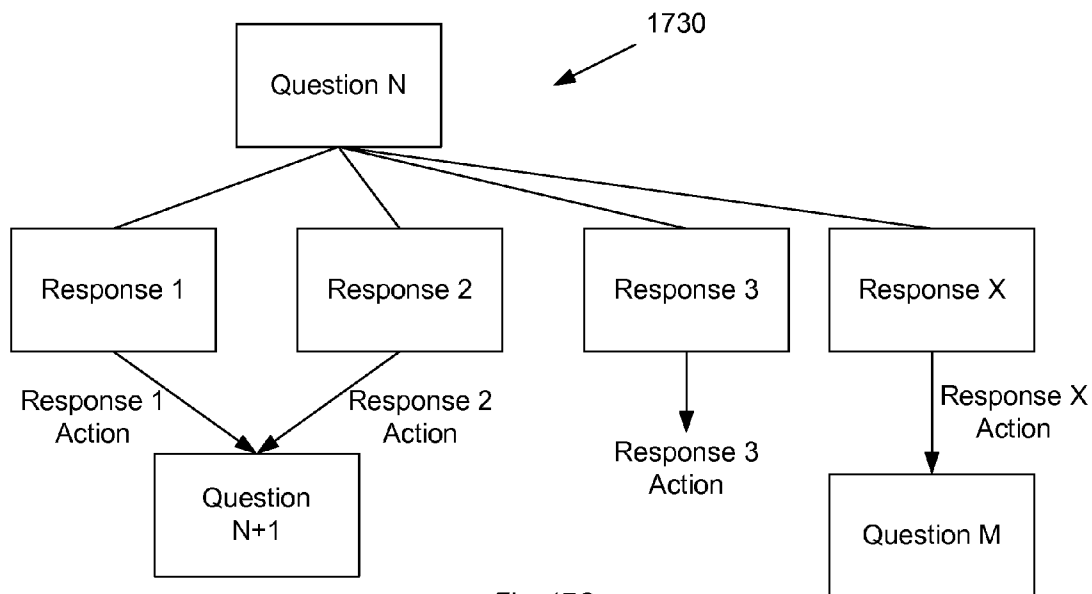 1730
Question N
Response 1
Response 2
Response 3
Response X
Response 1
Action
Response 2
Action
Response 3
Action
Response X
Action
Question
N+1
Question M